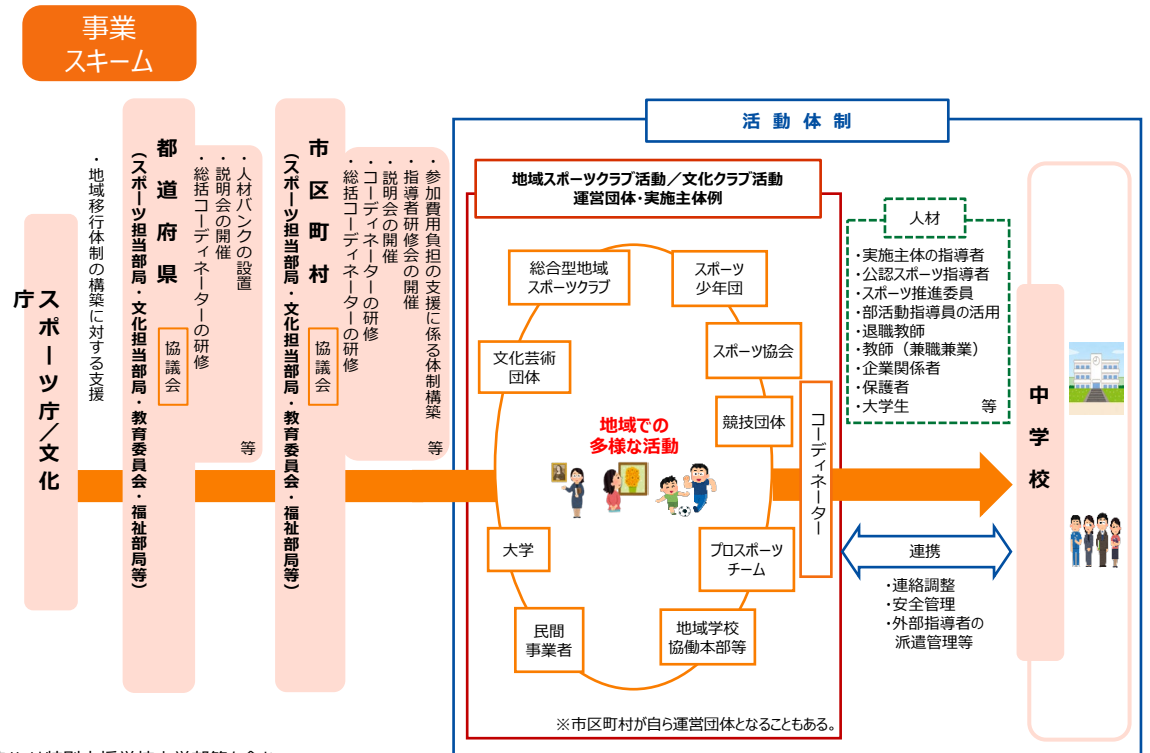 事業
スキーム
スポーツ庁／文化庁
・地域移行体制の構築に対する支援
都道府県
（スポーツ担当部局・文化担当部局・教育委員会・福祉部局等）
協議会
・人材バンクの設置
・説明会の開催
・総括コーディネーターの研修
等
市区町村
（スポーツ担当部局・文化担当部局・教育委員会・福祉部局等）
協議会
・参加費用負担の支援に係る体制構築
・指導者研修会の開催
・説明会の開催
・コーディネーターの研修
・総括コーディネーターの研修
等
活動体制
地域スポーツクラブ活動／文化クラブ活動
運営団体・実施主体例
総合型地域
スポーツクラブ
スポーツ
少年団
文化芸術
団体
スポーツ協会
競技団体
地域での
多様な活動
コーディネーター
大学
プロスポーツ
チーム
民間
事業者
地域学校
協働本部等
※市区町村が自ら運営団体となることもある。
人材
・実施主体の指導者
・公認スポーツ指導者
・スポーツ推進委員
・部活動指導員の活用
・退職教師
・教師（兼職兼業）
・企業関係者
・保護者
・大学生 等
連携
・連絡調整
・安全管理
・外部指導者の
派遣管理等
中学校